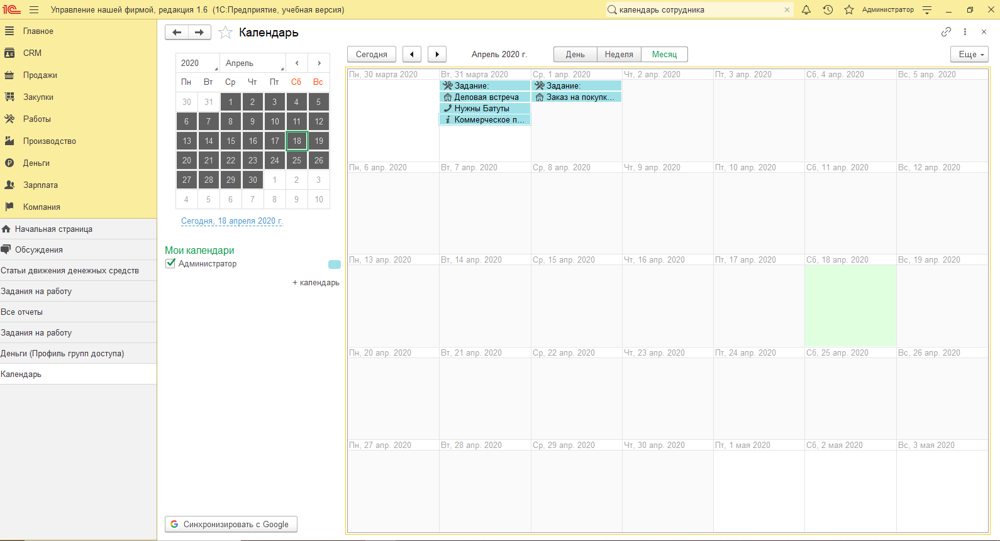 1С Управление нашей фирмой, редакция 1.6 (1С:Предприятие, учебная версия) календарь сотрудника Администратор
Главное
CRM
Продажи
Закупки
Работы
Производство
Деньги
Зарплата
Компания
Начальная страница
Обсуждения
Статьи движения денежных средств
Задания на работу
Все отчеты
Задания на работу
Деньги (Профиль групп доступа)
Календарь
Календарь
2020 Апрель
Пн Вт Ср Чт Пт Сб Вс
30 31 1 2 3 4 5
6 7 8 9 10 11 12
13 14 15 16 17 18 19
20 21 22 23 24 25 26
27 28 29 30 1 2 3
4 5 6 7 8 9 10
Сегодня, 18 апреля 2020 г.
Мои календари
Администратор
+ календарь
Синхронизировать с Google
Сегодня Апрель 2020 г. День Неделя Месяц Еще
Пн, 30 марта 2020 Вт, 31 марта 2020 Ср, 1 апр. 2020 Чт, 2 апр. 2020 Пт, 3 апр. 2020 Сб, 4 апр. 2020 Вс, 5 апр. 2020
Задание: Задание:
Деловая встреча Заказ на покупк...
Нужны Батуты
Коммерческое п...
Пн, 6 апр. 2020 Вт, 7 апр. 2020 Ср, 8 апр. 2020 Чт, 9 апр. 2020 Пт, 10 апр. 2020 Сб, 11 апр. 2020 Вс, 12 апр. 2020
Пн, 13 апр. 2020 Вт, 14 апр. 2020 Ср, 15 апр. 2020 Чт, 16 апр. 2020 Пт, 17 апр. 2020 Сб, 18 апр. 2020 Вс, 19 апр. 2020
Пн, 20 апр. 2020 Вт, 21 апр. 2020 Ср, 22 апр. 2020 Чт, 23 апр. 2020 Пт, 24 апр. 2020 Сб, 25 апр. 2020 Вс, 26 апр. 2020
Пн, 27 апр. 2020 Вт, 28 апр. 2020 Ср, 29 апр. 2020 Чт, 30 апр. 2020 Пт, 1 мая 2020 Сб, 2 мая 2020 Вс, 3 мая 2020